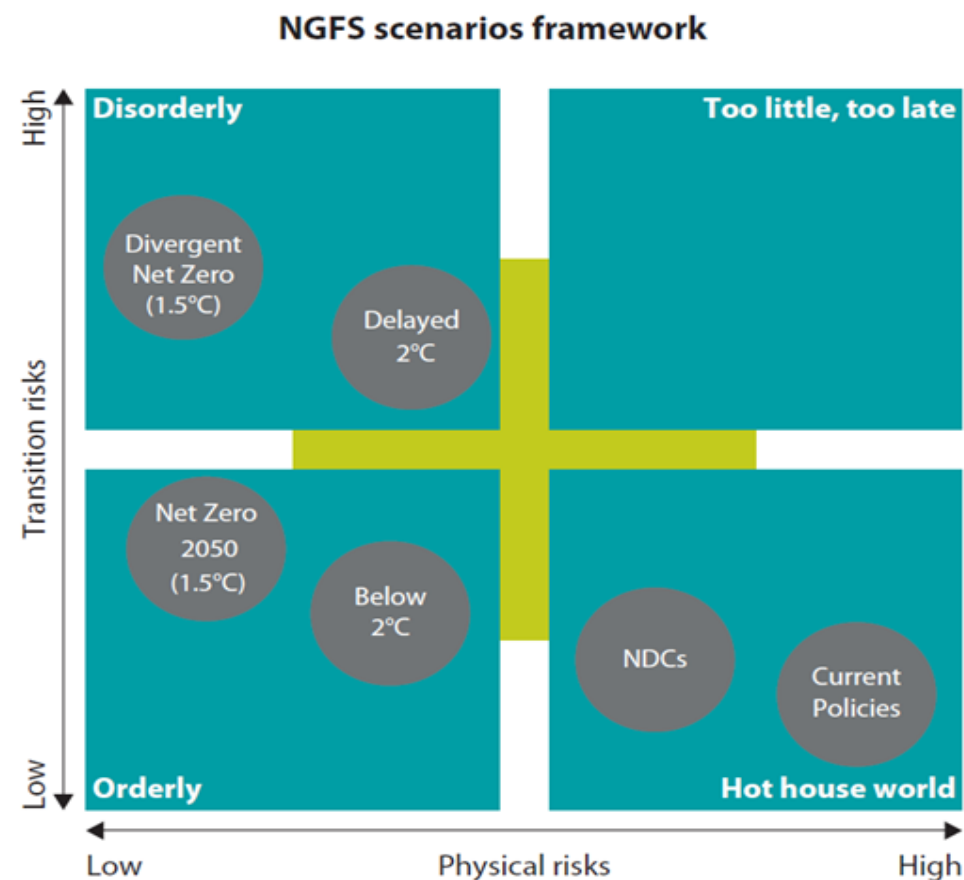 NGFS scenarios framework
High
Disorderly
Too little, too late
Divergent
Net Zero
(1.5°C)
Delayed
2°C
Transition risks
Net Zero
2050
(1.5°C)
Below
2°C
NDCs
Current
Policies
Low
Orderly
Hot house world
Low
Physical risks
High